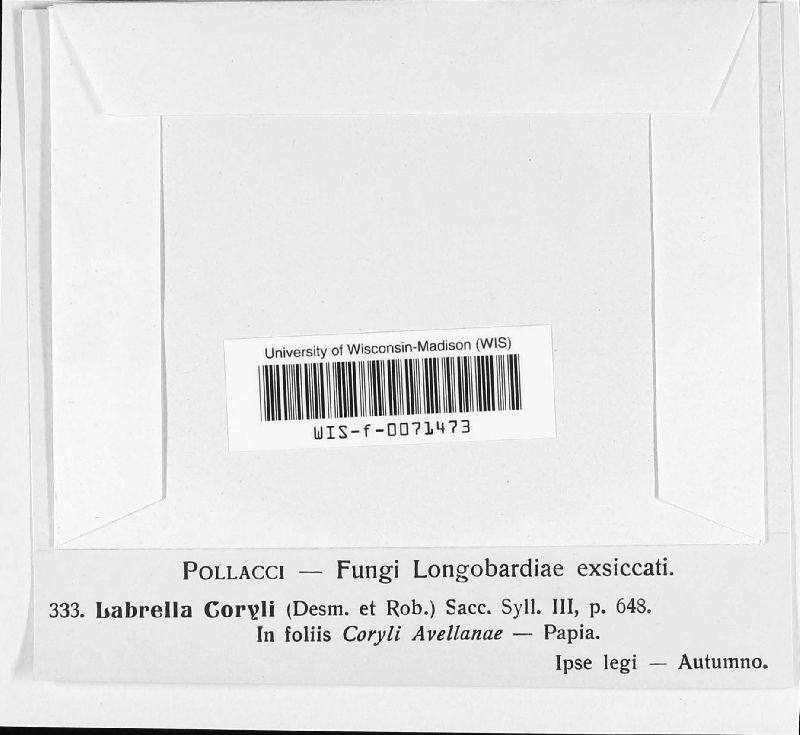 University of Wisconsin-Madison (WIS)
WIS-f-0071473
Pollacci — Fungi Longobardiae exsiccati.
333. Labrella Coryli (Desm. et Rob.) Sacc. Syll. III, p. 648.
In foliis Coryli Avellanae — Papia.
Ipse legi — Autumno.